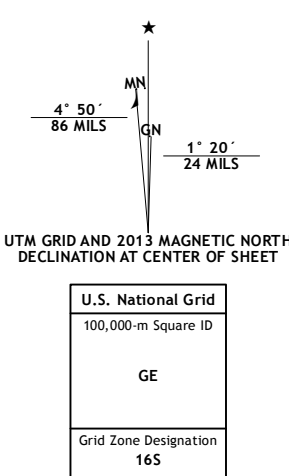 ★
MN
4° 50´
86 MILS
GN
1° 20´
24 MILS
UTM GRID AND 2013 MAGNETIC NORTH
DECLINATION AT CENTER OF SHEET
U.S. National Grid
100,000-m Square ID
GE
Grid Zone Designation
16S